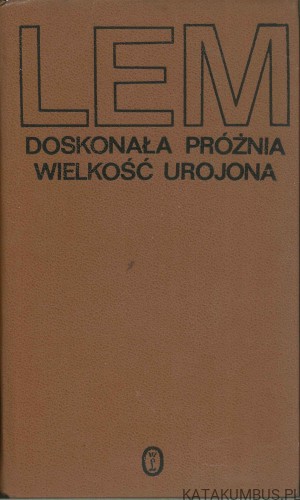 LEM
DOSKONAŁA PRÓŻNIA
WIELKOŚĆ UROJONA
KATAKUMBUS.PL